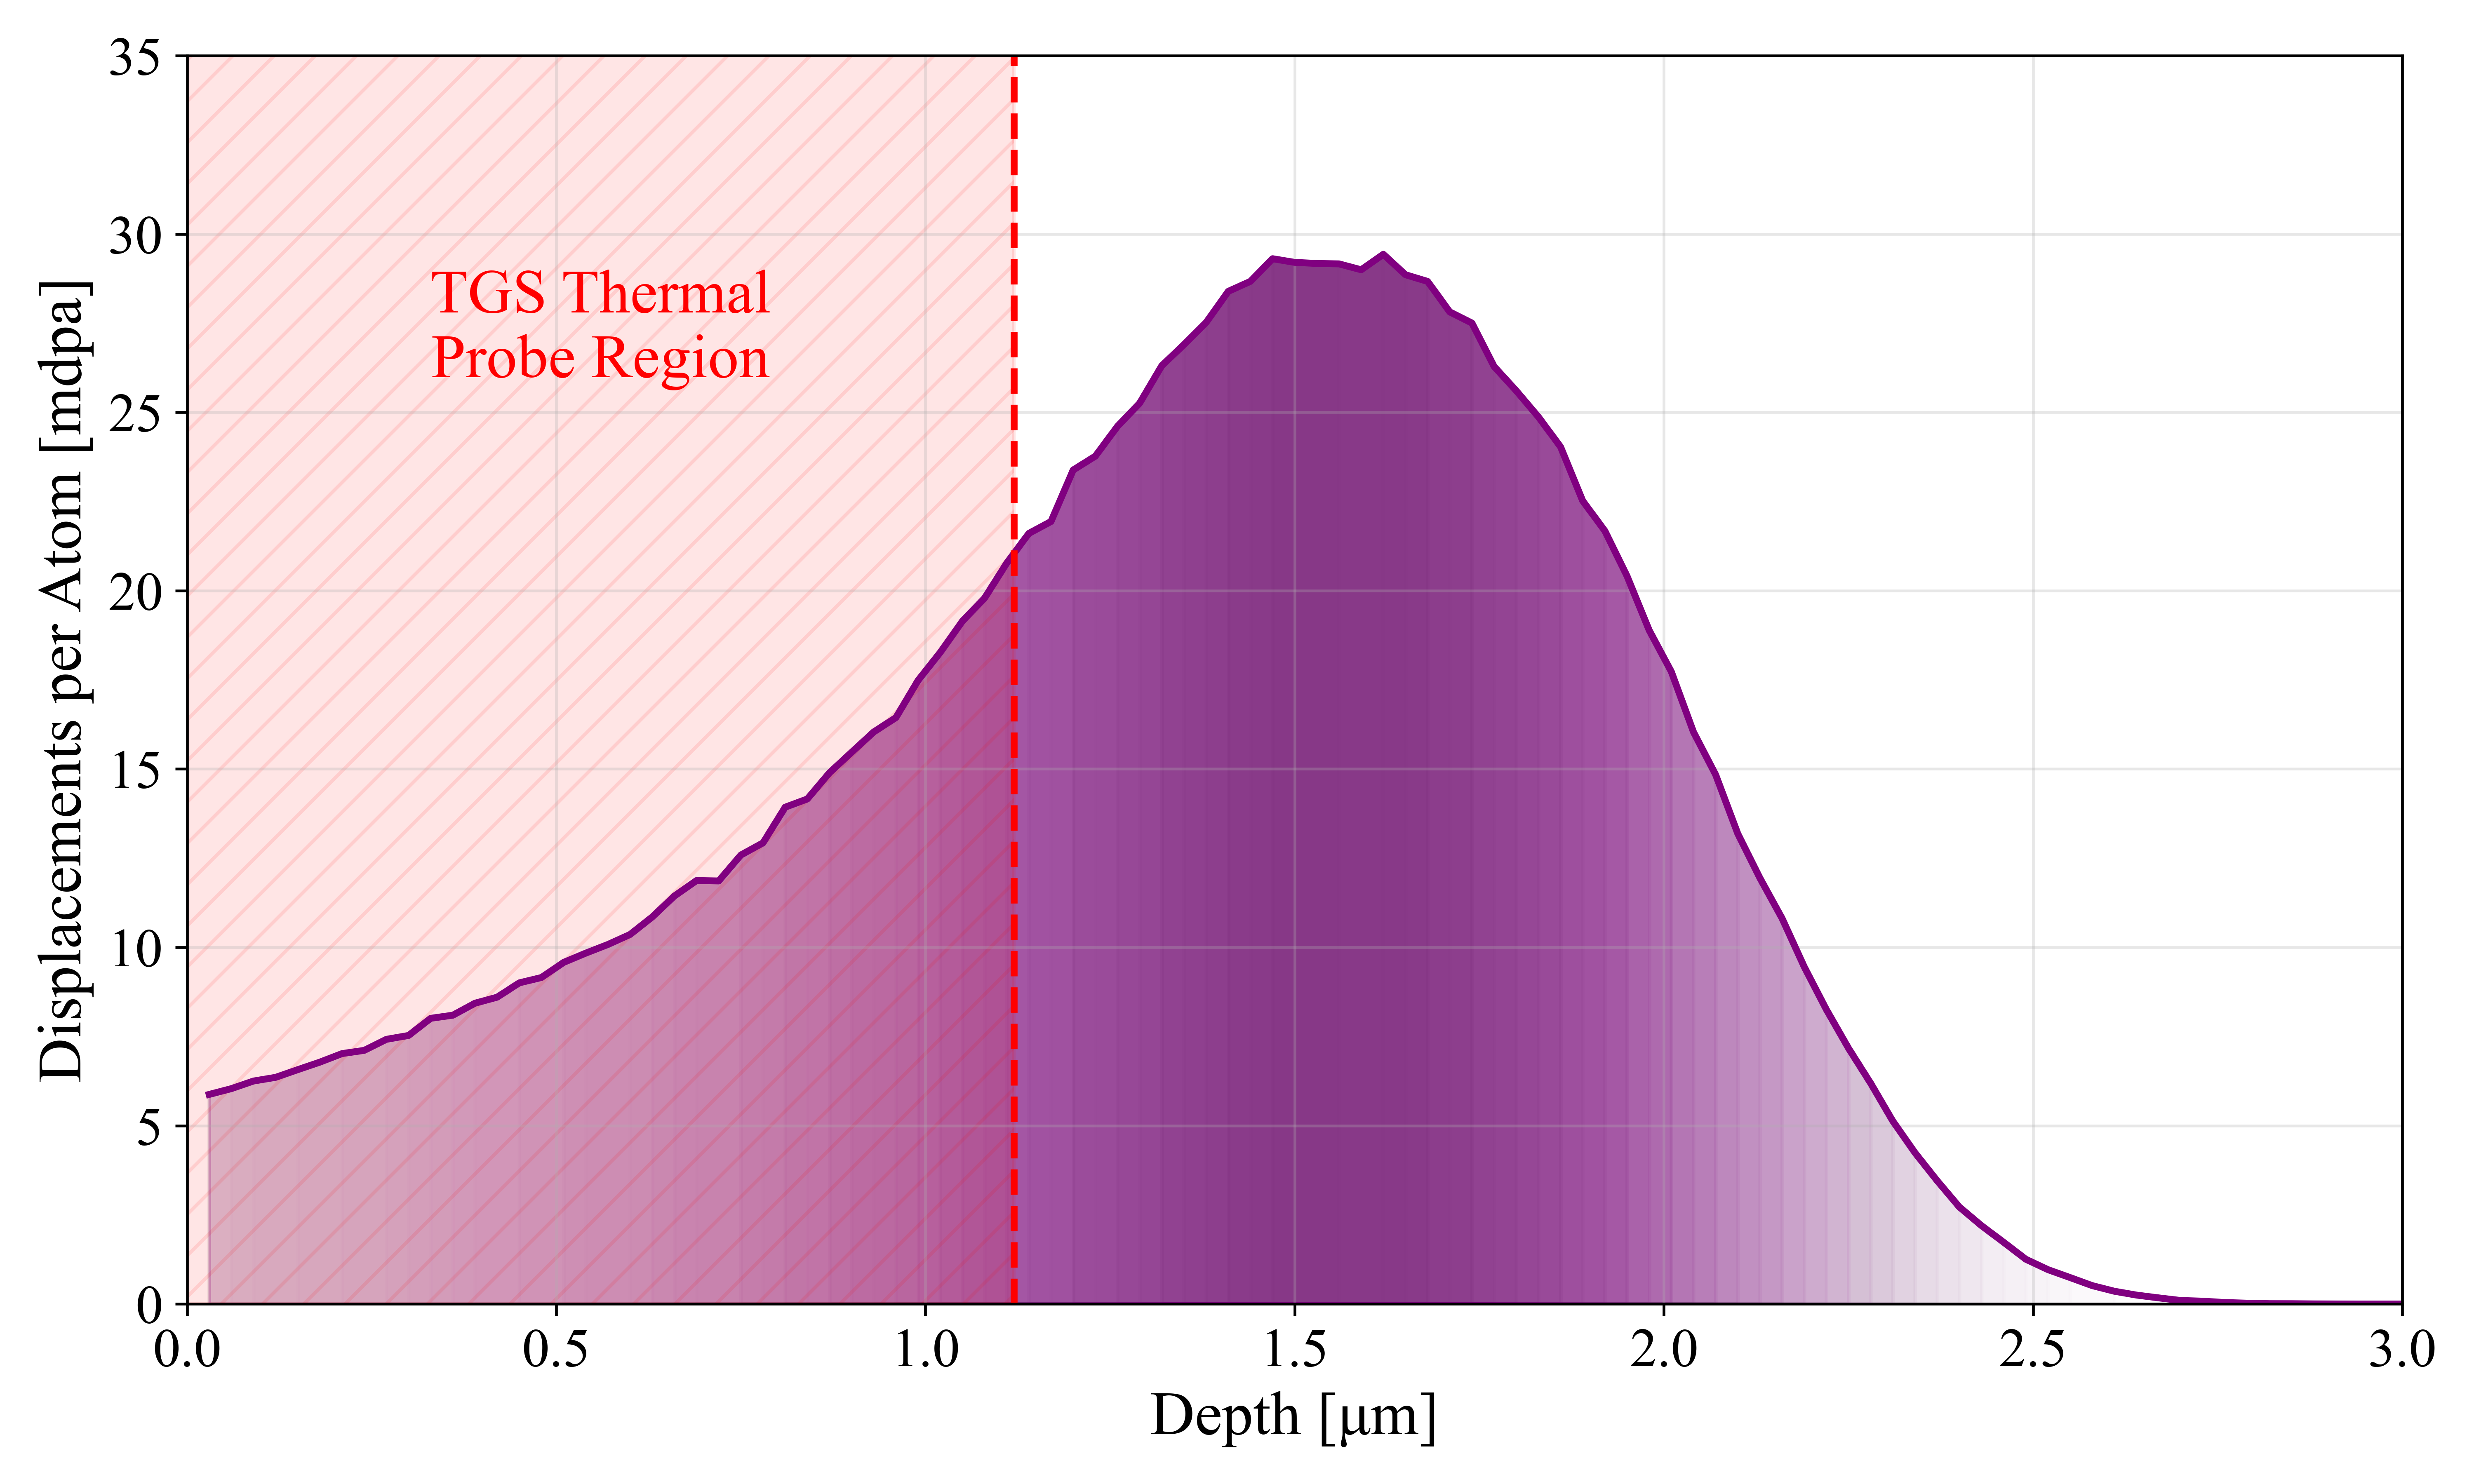 Displacements per Atom [mdpa]
35
30
25
20
15
10
5
0
TGS Thermal
Probe Region
0.0 0.5 1.0 1.5 2.0 2.5 3.0
Depth [μm]